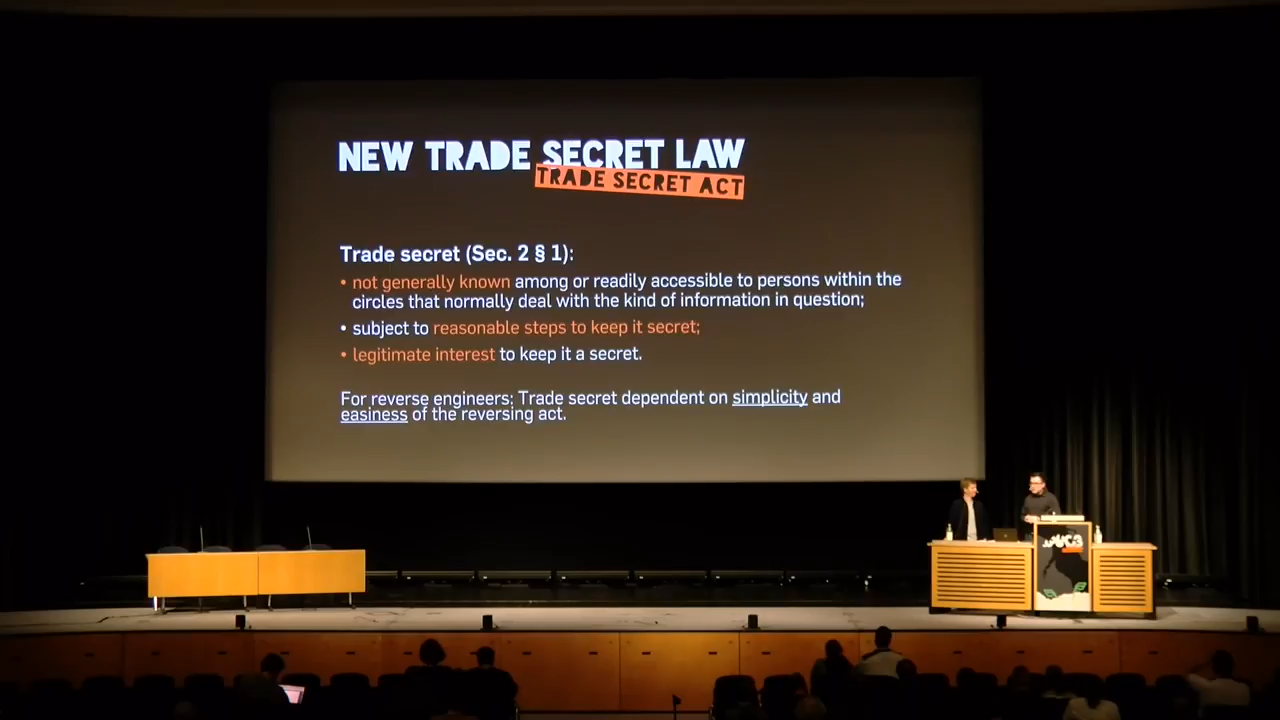 NEW TRADE SECRET LAW
TRADE SECRET ACT
Trade secret (Sec. 2 § 1):
• not generally known among or readily accessible to persons within the
circles that normally deal with the kind of information in question;
• subject to reasonable steps to keep it secret;
• legitimate interest to keep it a secret.
For reverse engineers: Trade secret dependent on simplicity and
easiness of the reversing act.